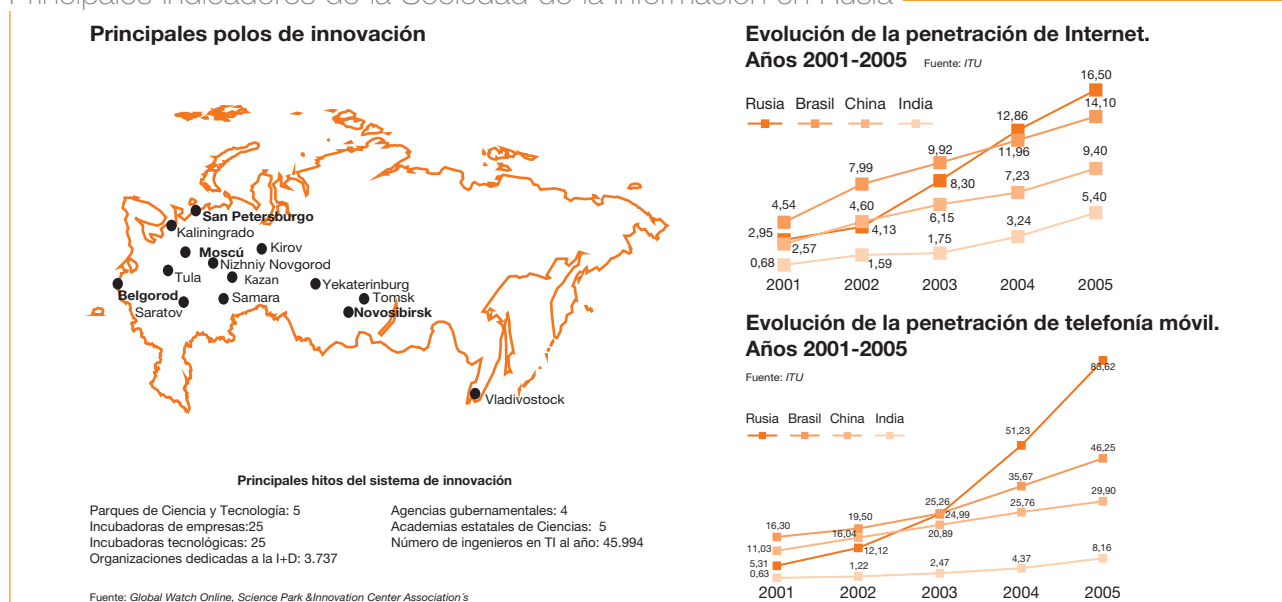 Principales indicadores de la Sociedad de la Información en Rusia
Principales polos de innovación
San Petersburgo
Kaliningrado
Moscú
Kirov
Nizhniy Novgorod
Tula
Kazan
Yekaterinburg
Belgorod
Samara
Tomsk
Saratov
Novosibirsk
Vladivostock
Principales hitos del sistema de innovación
Parques de Ciencia y Tecnología: 5
Incubadoras de empresas:25
Incubadoras tecnológicas: 25
Organizaciones dedicadas a la I+D: 3.737
Agencias gubernamentales: 4
Academias estatales de Ciencias: 5
Número de ingenieros en TI al año: 45.994
Fuente: Global Watch Online, Science Park &Innovation Center Association´s
Evolución de la penetración de Internet.
Años 2001-2005 Fuente: ITU
Rusia Brasil China India
16,50
14,10
12,86
11,96
9,92
9,40
7,99
8,30
7,23
4,54
4,60
6,15
5,40
2,95
4,13
3,24
2,57
1,75
0,68
1,59
2001 2002 2003 2004 2005
Evolución de la penetración de telefonía móvil.
Años 2001-2005
Fuente: ITU
Rusia Brasil China India
83,62
51,23
46,25
35,67
29,90
25,26
25,76
24,99
19,50
16,30
16,04
20,89
11,03
12,12
5,31
0,63
1,22
2,47
4,37
8,16
2001 2002 2003 2004 2005